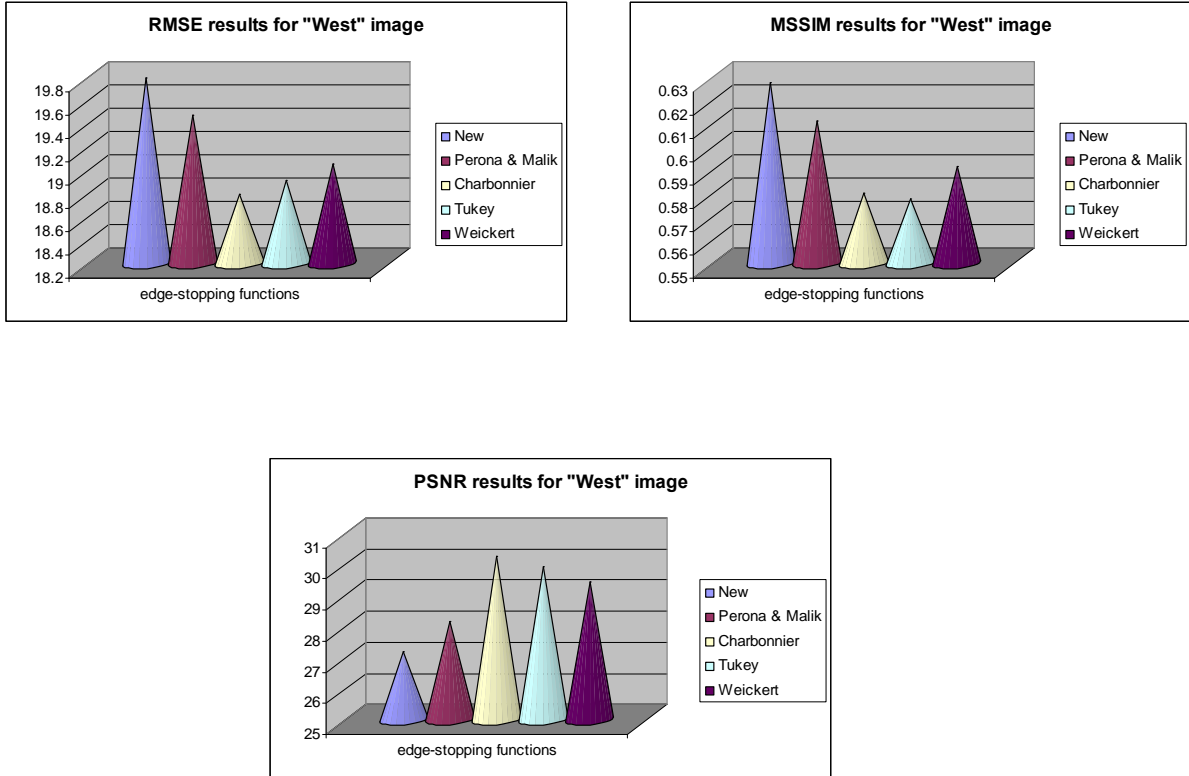 RMSE results for "West" image
19.8
19.6
19.4
19.2
19
18.8
18.6
18.4
18.2
edge-stopping functions
New
Perona & Malik
Charbonnier
Tukey
Weickert
MSSIM results for "West" image
0.63
0.62
0.61
0.6
0.59
0.58
0.57
0.56
0.55
edge-stopping functions
New
Perona & Malik
Charbonnier
Tukey
Weickert
PSNR results for "West" image
31
30
29
28
27
26
25
edge-stopping functions
New
Perona & Malik
Charbonnier
Tukey
Weickert